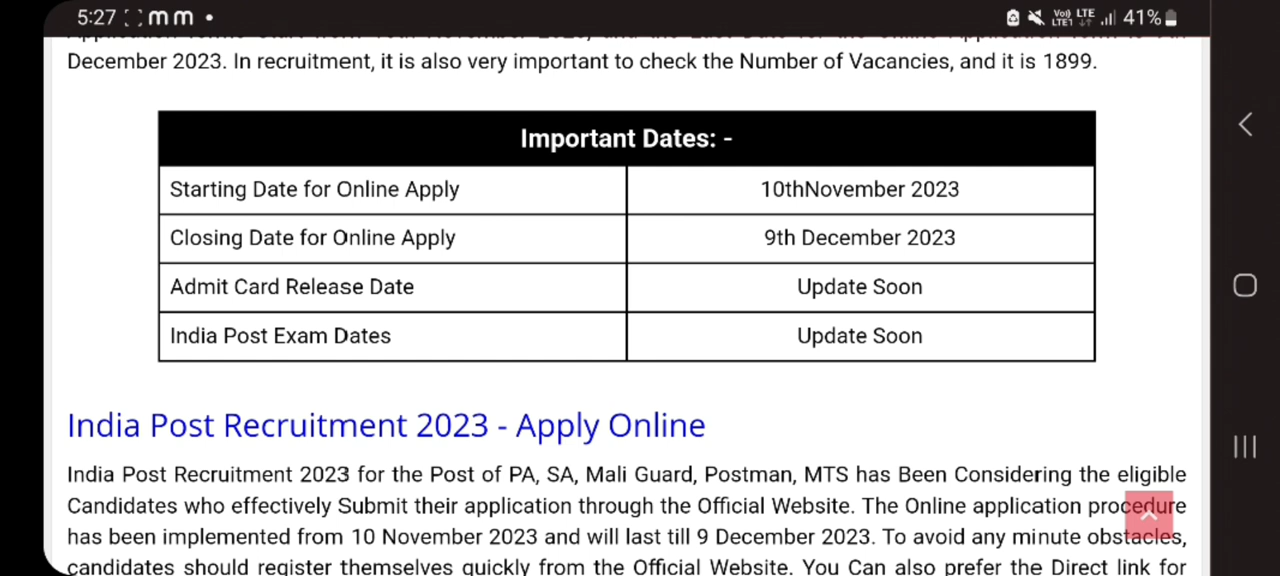 5:27 m m • Vo)) LTE LTE1 41%
December 2023. In recruitment, it is also very important to check the Number of Vacancies, and it is 1899.
Important Dates: -
Starting Date for Online Apply 10thNovember 2023
Closing Date for Online Apply 9th December 2023
Admit Card Release Date Update Soon
India Post Exam Dates Update Soon
India Post Recruitment 2023 - Apply Online
India Post Recruitment 2023 for the Post of PA, SA, Mali Guard, Postman, MTS has Been Considering the eligible
Candidates who effectively Submit their application through the Official Website. The Online application procedure
has been implemented from 10 November 2023 and will last till 9 December 2023. To avoid any minute obstacles,
candidates should register themselves quickly from the Official Website. You Can also prefer the Direct link for